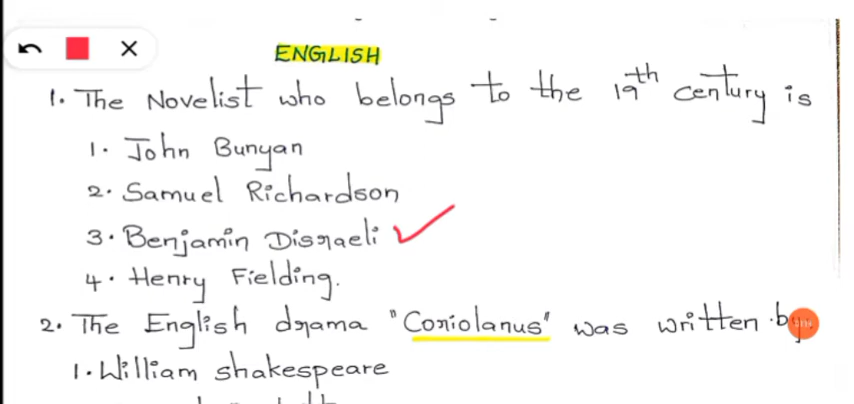 ENGLISH
1. The Novelist who belongs to the 19th century is
1. John Bunyan
2. Samuel Richardson
3. Benjamin Disraeli
4. Henry Fielding.
2. The English drama "Coriolanus" was written by
1. William shakespeare